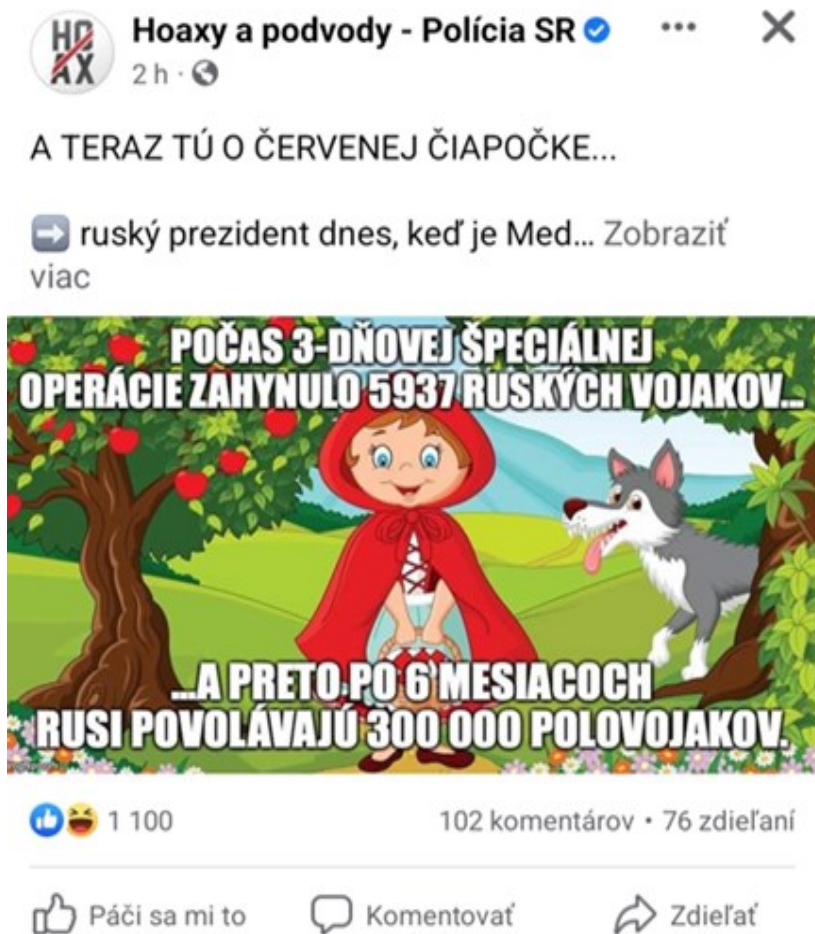 HOAX
Hoaxy a podvody - Polícia SR
2 h ·
A TERAZ TÚ O ČERVENEJ ČIAPOČKE...
ruský prezident dnes, keď je Med... Zobraziť
viac
POČAS 3-DŇOVEJ ŠPECIÁLNEJ
OPERÁCIE ZAHYNULO 5937 RUSKÝCH VOJAKOV...
...A PRETO PO 6 MESIACOCH
RUSI POVOLÁVAJÚ 300 000 POLOVOJAKOV.
1 100 102 komentárov • 76 zdieľaní
Páči sa mi to Komentovať Zdieľať